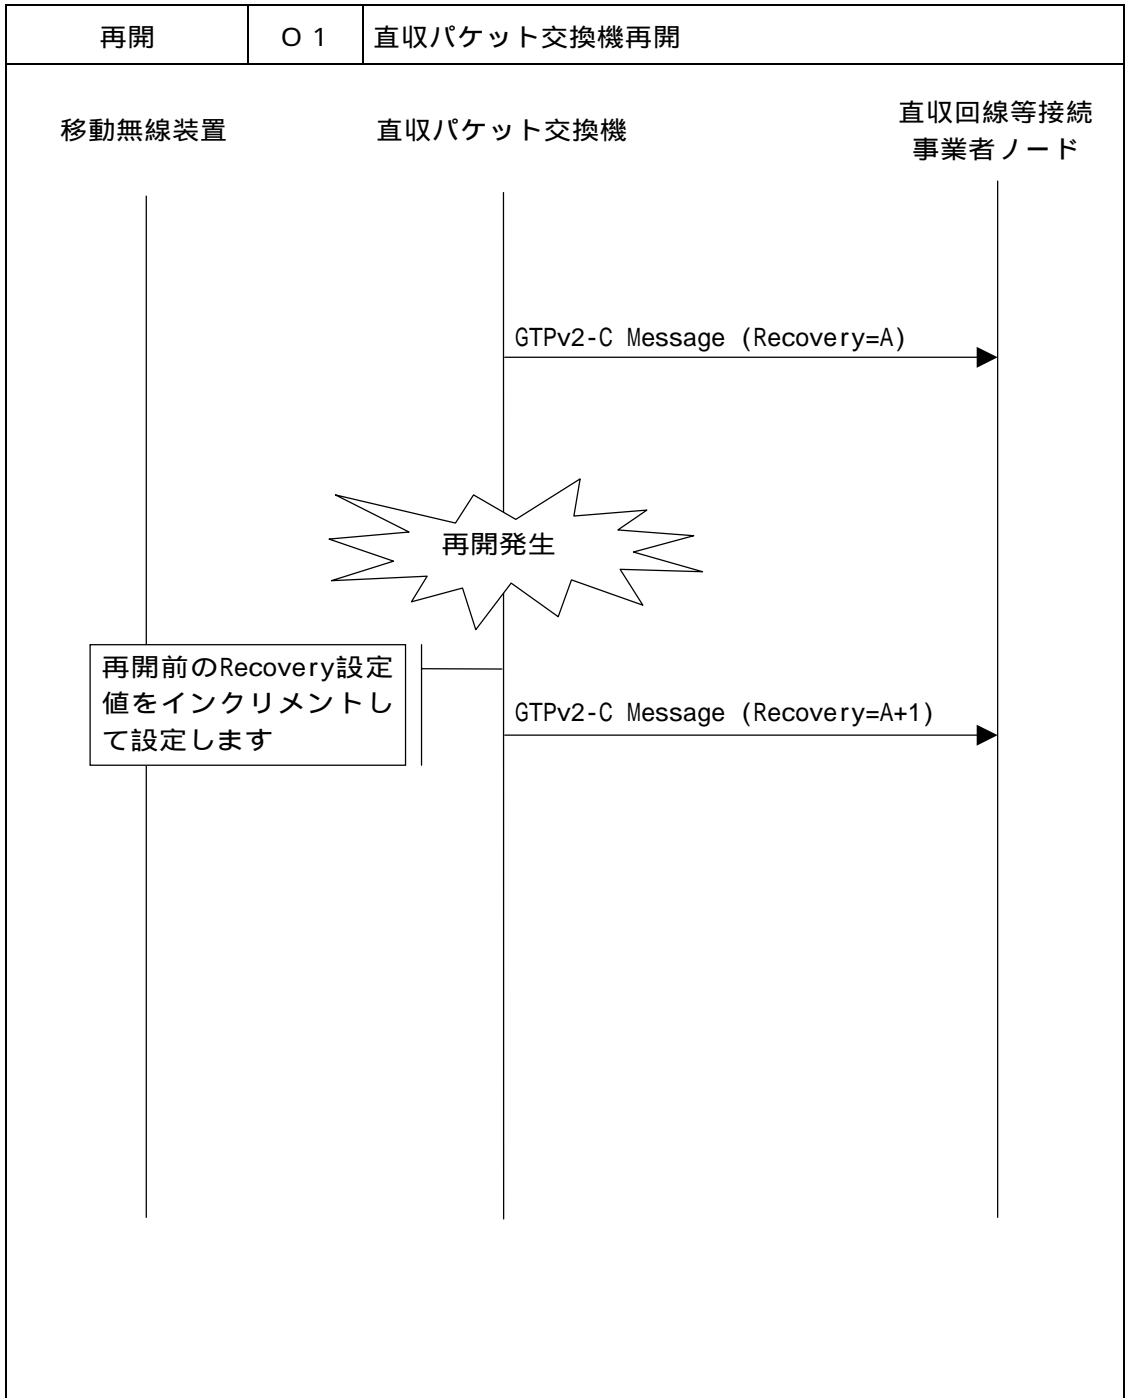 再開
Ｏ１
直収パケット交換機再開
移動無線装置
直収パケット交換機
直収回線等接続
事業者ノード
GTPv2-C Message (Recovery=A)
再開発生
再開前のRecovery設定
値をインクリメントし
て設定します
GTPv2-C Message (Recovery=A+1)